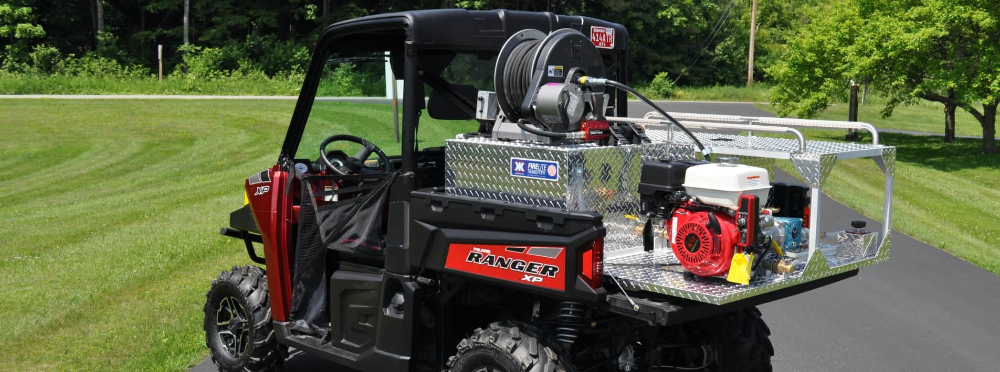 VERMONT
414ATR
ATV
XP
FIRELITE
TRANSPORT
POLARIS
RANGER
XP